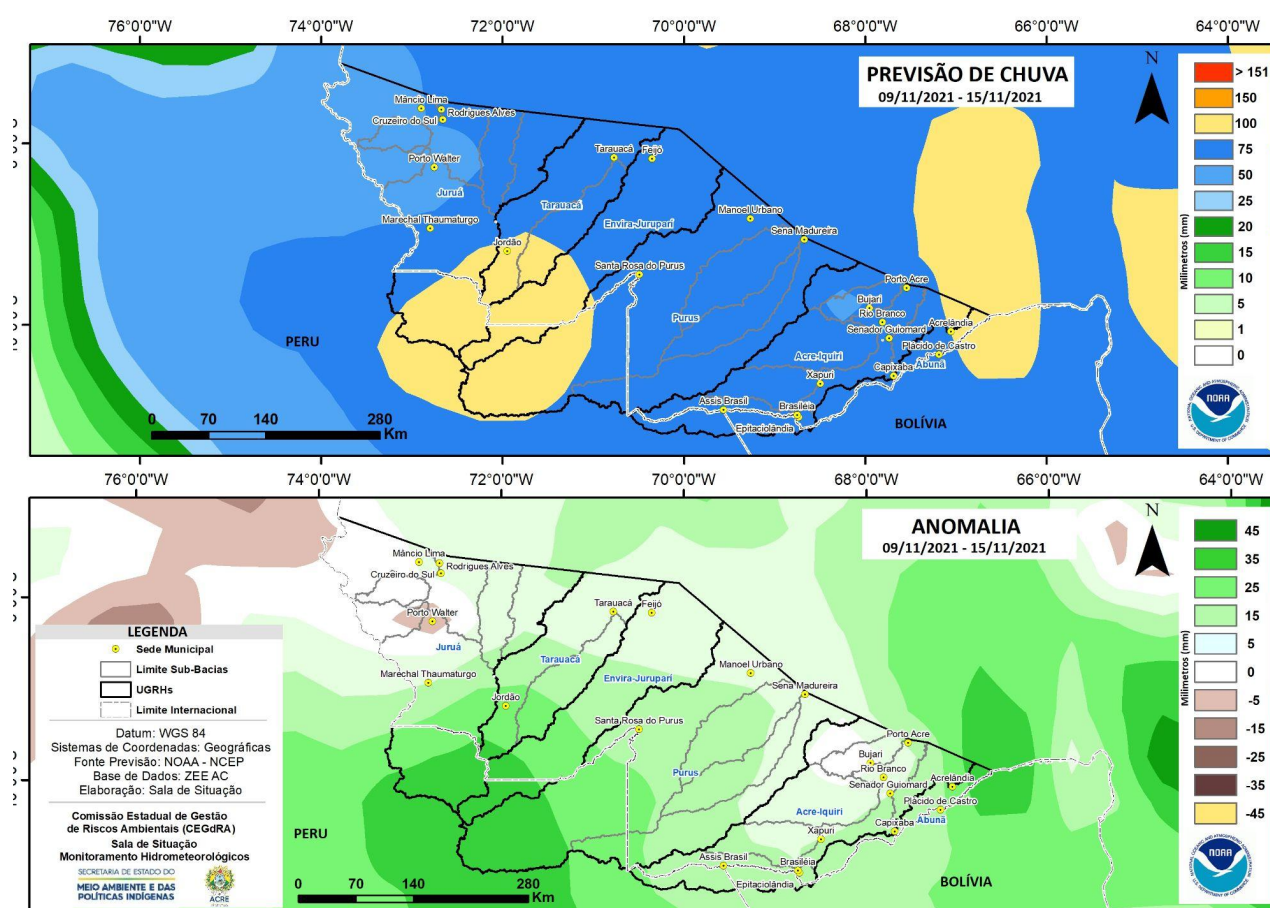 76°0'0"W 74°0'0"W 72°0'0"W 70°0'0"W 68°0'0"W 66°0'0"W 64°0'0"W
PREVISÃO DE CHUVA
09/11/2021 - 15/11/2021
N
Milímetros (mm)
> 151
150
100
75
50
25
20
15
10
5
1
0
Mâncio Lima
Rodrigues Alves
Cruzeiro do Sul
Porto Walter
Juruá
Marechal Thaumaturgo
Tarauacá
Feijó
Tarauacá
Envira-Jurupari
Jordão
Manoel Urbano
Sena Madureira
Santa Rosa do Purus
Purus
Porto Acre
Bujari
Rio Branco
Senador Guiomard
Acrelândia
Plácido de Castro
Abunã
Acre-Iquiri
Capixaba
Xapuri
Assis Brasil
Brasiléia
Epitaciolândia
PERU
BOLÍVIA
0 70 140 280
Km
NOAA
76°0'0"W 74°0'0"W 72°0'0"W 70°0'0"W 68°0'0"W 66°0'0"W 64°0'0"W
ANOMALIA
09/11/2021 - 15/11/2021
N
Milímetros (mm)
45
35
25
15
5
0
-5
-15
-25
-35
-45
Mâncio Lima
Rodrigues Alves
Cruzeiro do Sul
Porto Walter
Juruá
Marechal Thaumaturgo
Tarauacá
Feijó
Tarauacá
Envira-Jurupari
Jordão
Manoel Urbano
Sena Madureira
Santa Rosa do Purus
Purus
Porto Acre
Bujari
Rio Branco
Senador Guiomard
Acrelândia
Plácido de Castro
Abunã
Acre-Iquiri
Capixaba
Xapuri
Assis Brasil
Brasiléia
Epitaciolândia
PERU
BOLÍVIA
0 70 140 280
Km
NOAA
LEGENDA
Sede Municipal
Limite Sub-Bacias
UGRHs
Limite Internacional
Datum: WGS 84
Sistemas de Coordenadas: Geográficas
Fonte Previsão: NOAA - NCEP
Base de Dados: ZEE AC
Elaboração: Sala de Situação
Comissão Estadual de Gestão
de Riscos Ambientais (CEGdRA)
Sala de Situação
Monitoramento Hidrometeorológicos
SECRETARIA DE ESTADO DO
MEIO AMBIENTE E DAS
POLÍTICAS INDÍGENAS
ACRE